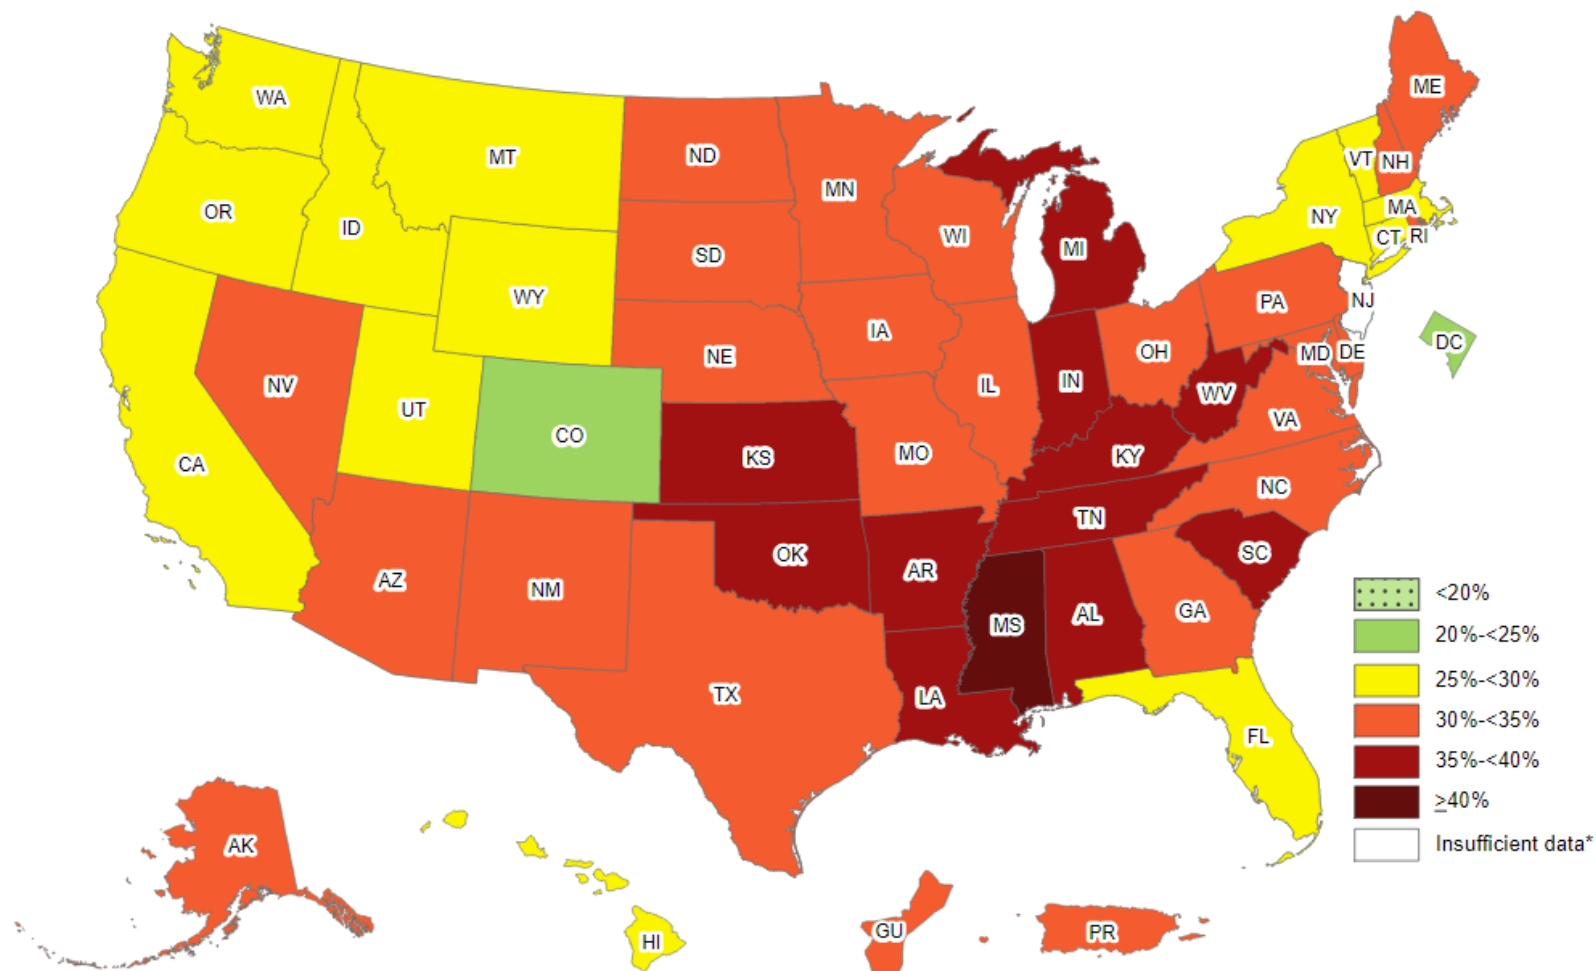 ME
WA
MT
ND
VT
NH
MN
MA
OR
NY
ID
WI
CT
RI
MI
SD
WY
NJ
PA
IA
DC
NE
OH
MD
DE
NV
IN
IL
WV
UT
VA
CO
MO
KS
KY
CA
NC
TN
SC
OK
AR
AZ
NM
<20%
GA
AL
MS
20%-<25%
25%-<30%
TX
LA
30%-<35%
FL
35%-<40%
≥40%
AK
Insufficient data*
GU
PR
HI